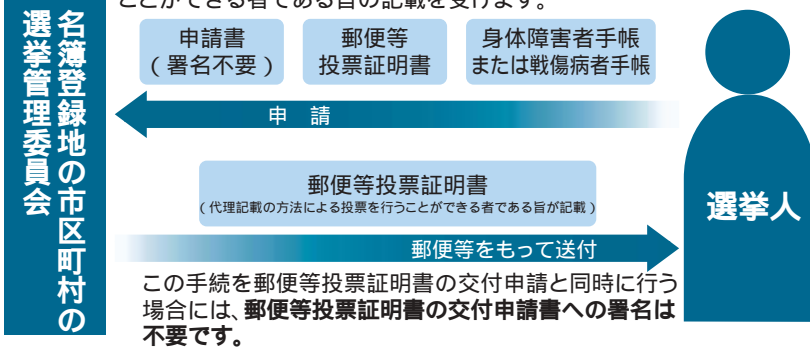 ことができる者である旨の記載を受けます。
名簿登録地の市区町村の
選挙管理委員会
申請書
（署名不要）
郵便等
投票証明書
身体障害者手帳
または戦傷病者手帳
申　請
郵便等投票証明書
（代理記載の方法による投票を行うことができる者である旨が記載）
郵便等をもって送付
選挙人
この手続を郵便等投票証明書の交付申請と同時に行う
場合には、郵便等投票証明書の交付申請書への署名は
不要です。